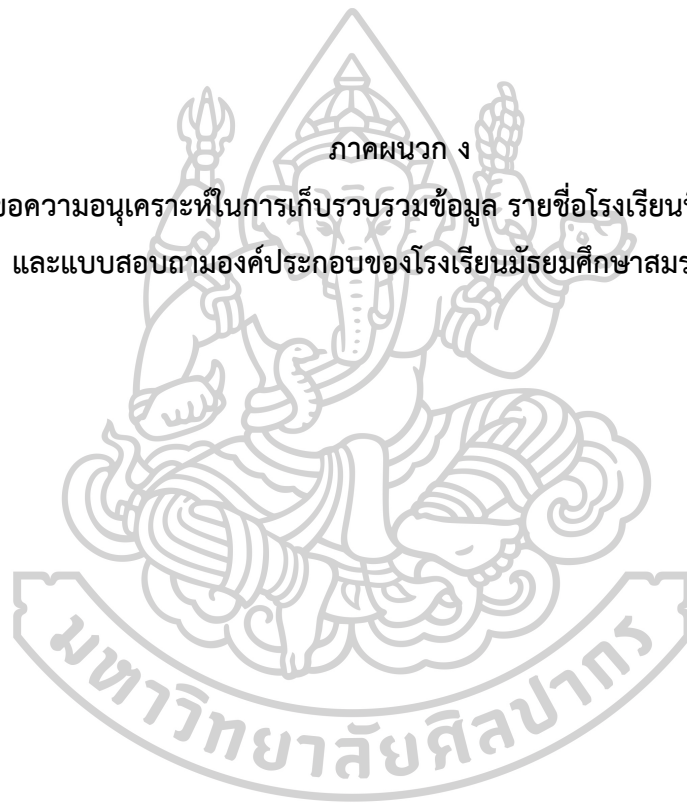 ภาคผนวก ง
ขอความอนุเคราะห์ในการเก็บรวบรวมข้อมูล รายชื่อโรงเรียน
และแบบสอบถามองค์ประกอบของโรงเรียนมัธยมศึกษาสมร
มหาวิทยาลัยศิลปากร